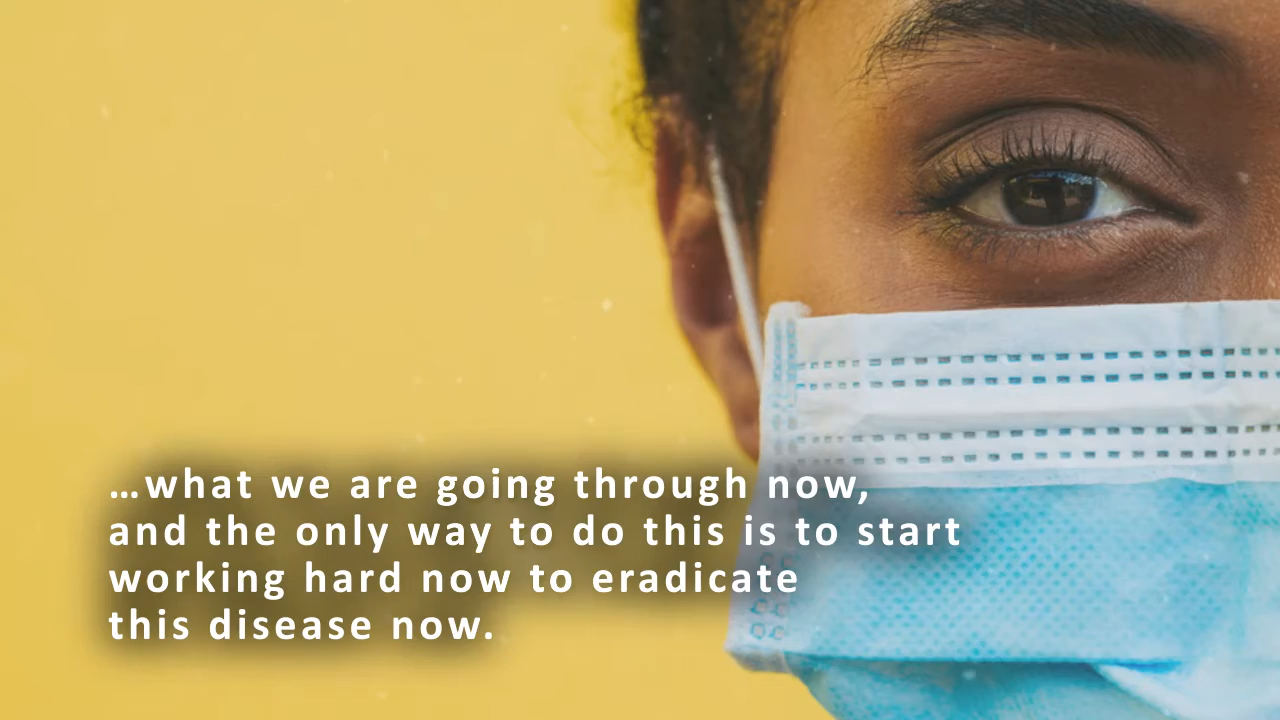 …what we are going through now,
and the only way to do this is to start
working hard now to eradicate
this disease now.